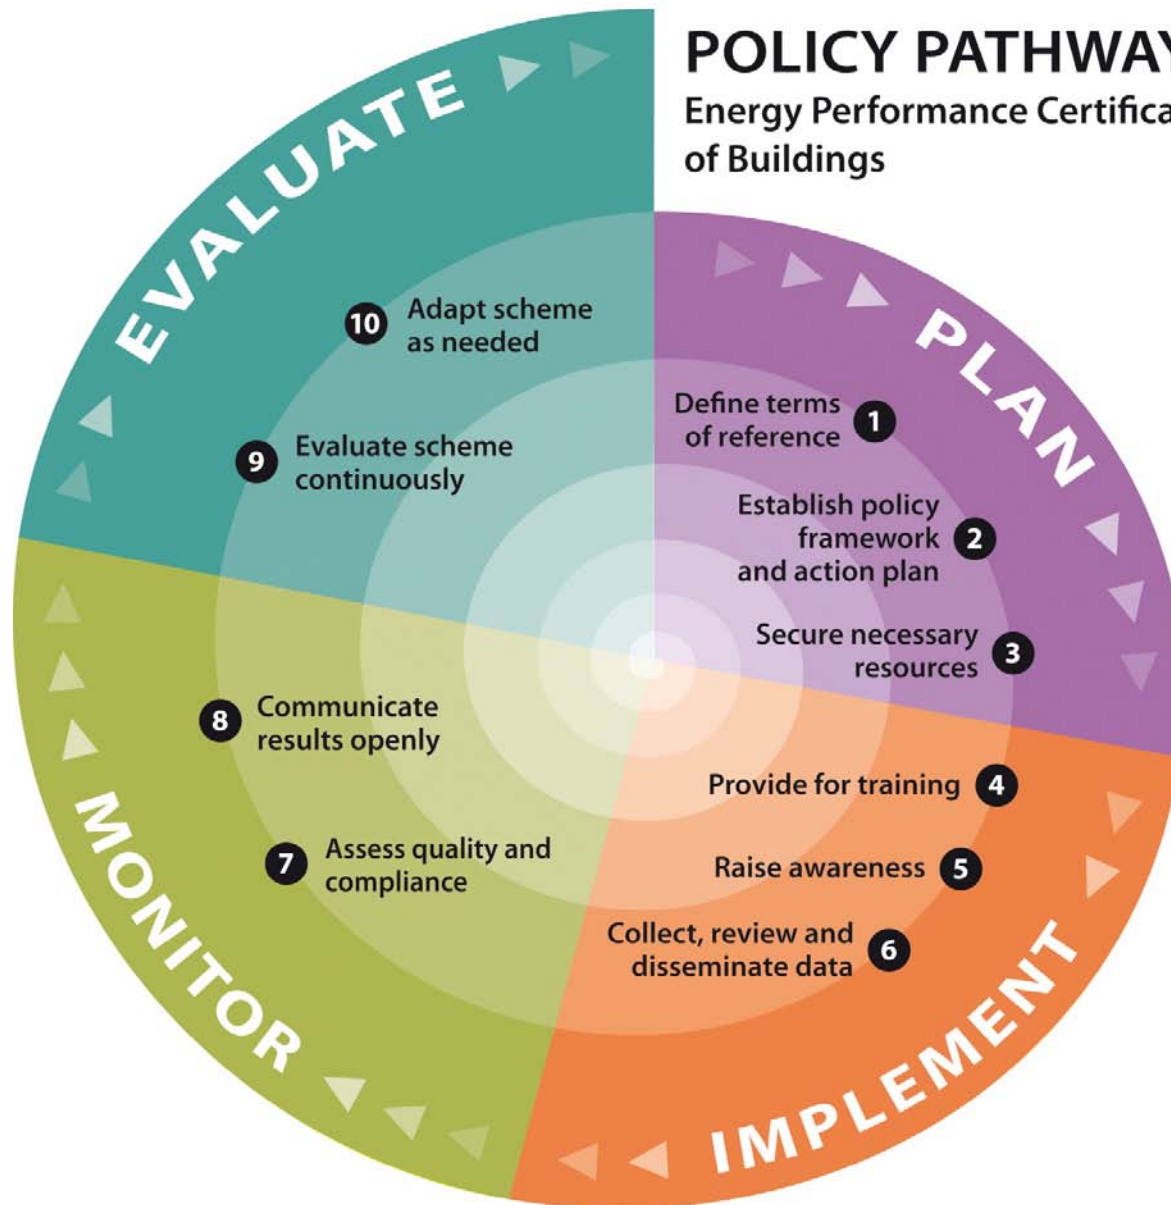 POLICY PATHWAY
Energy Performance Certifica
of Buildings
PLAN
1
Define terms
of reference
2
Establish policy
framework
and action plan
3
Secure necessary
resources
IMPLEMENT
4
Provide for training
5
Raise awareness
6
Collect, review and
disseminate data
MONITOR
7
Assess quality and
compliance
8
Communicate
results openly
EVALUATE
9
Evaluate scheme
continuously
10
Adapt scheme
as needed